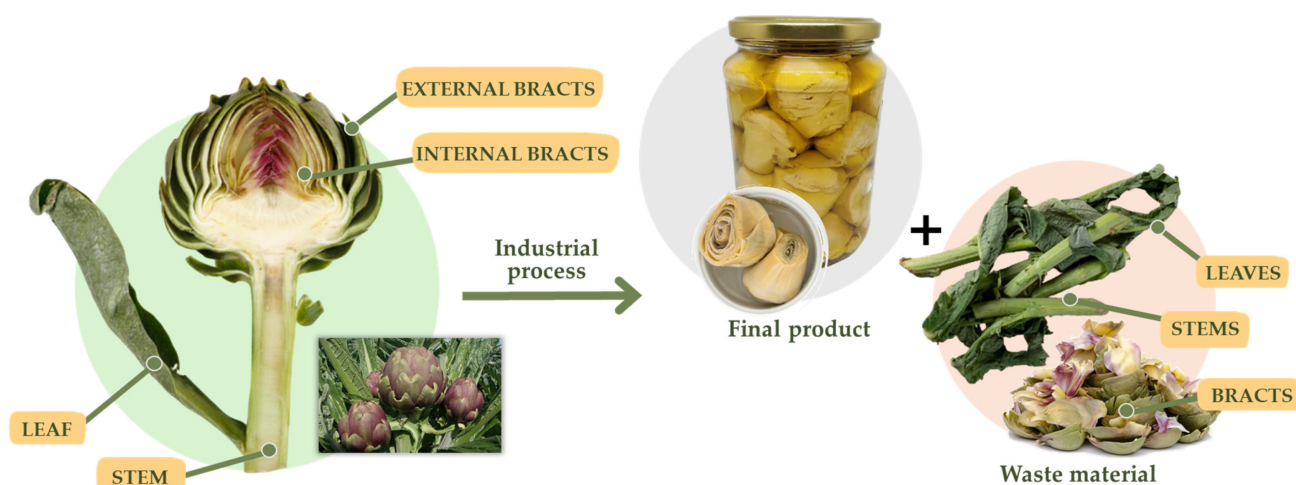 EXTERNAL BRACTS
INTERNAL BRACTS
LEAF
STEM
Industrial
process
Final product
+
LEAVES
STEMS
BRACTS
Waste material